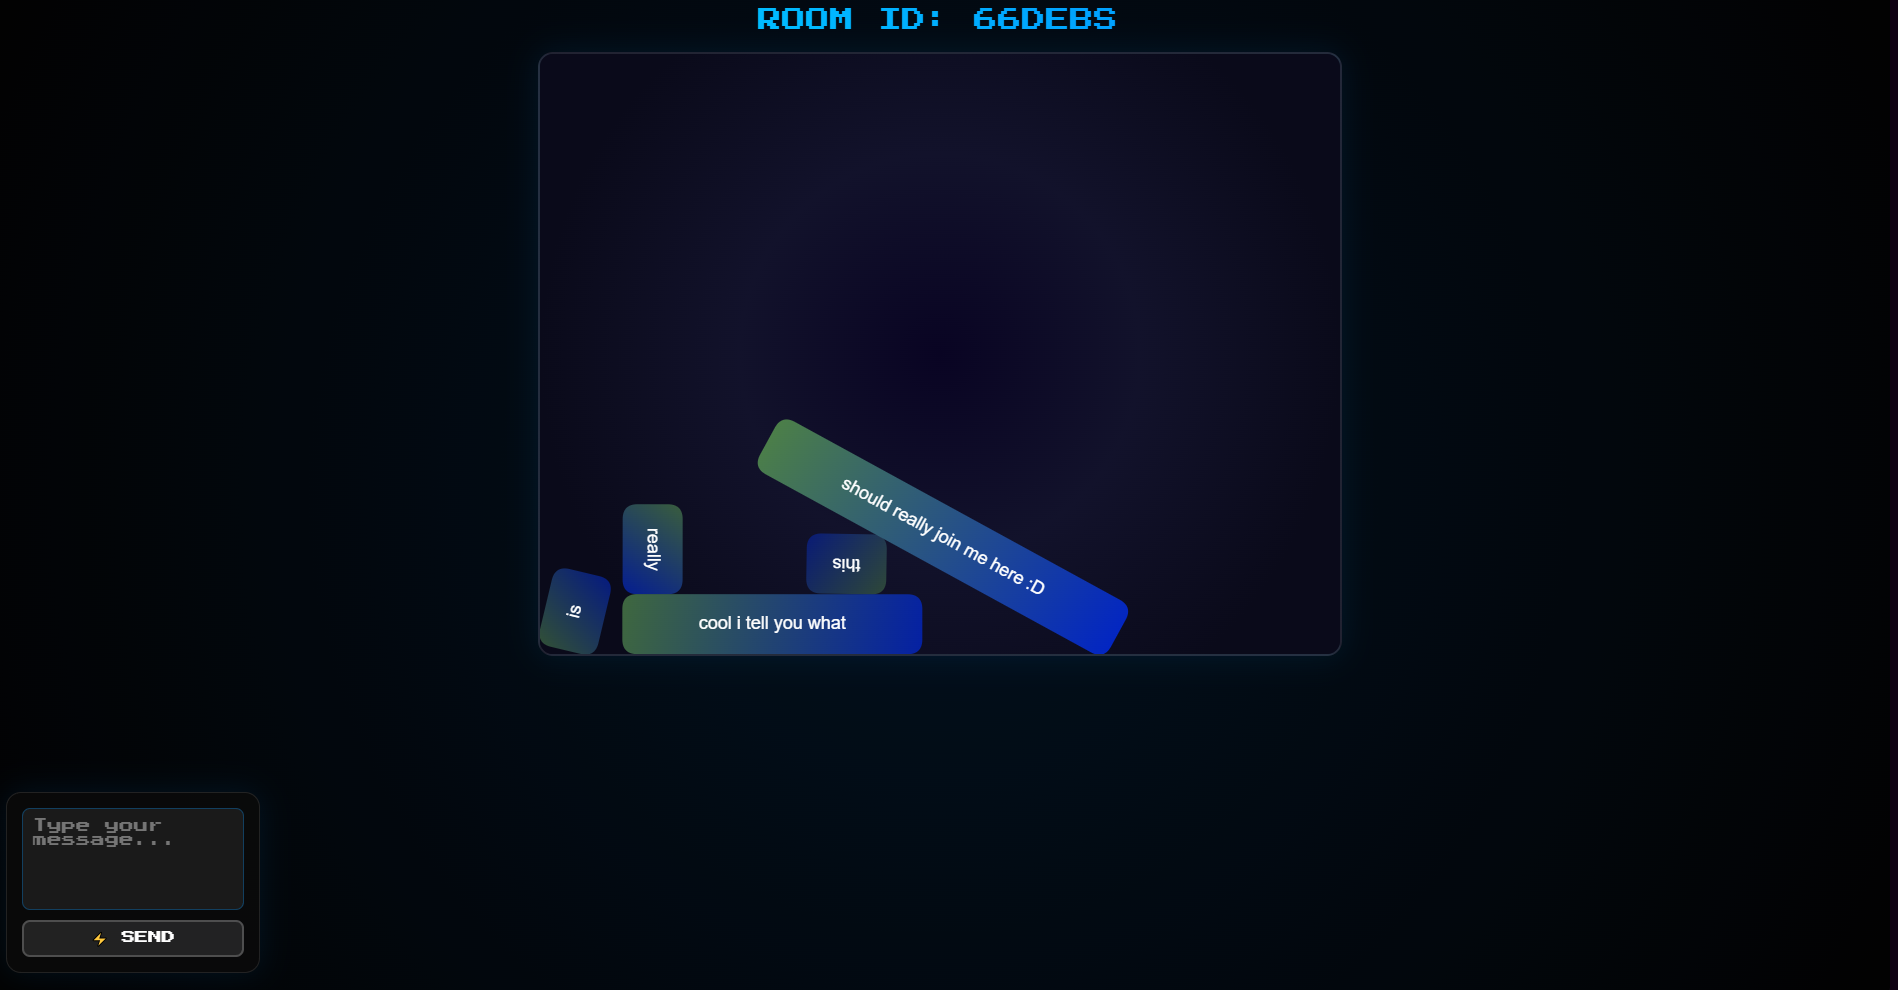 ROOM ID: 66DEBS
should really join me here :D
really
this
is
cool i tell you what
Type your
message...
⚡ SEND